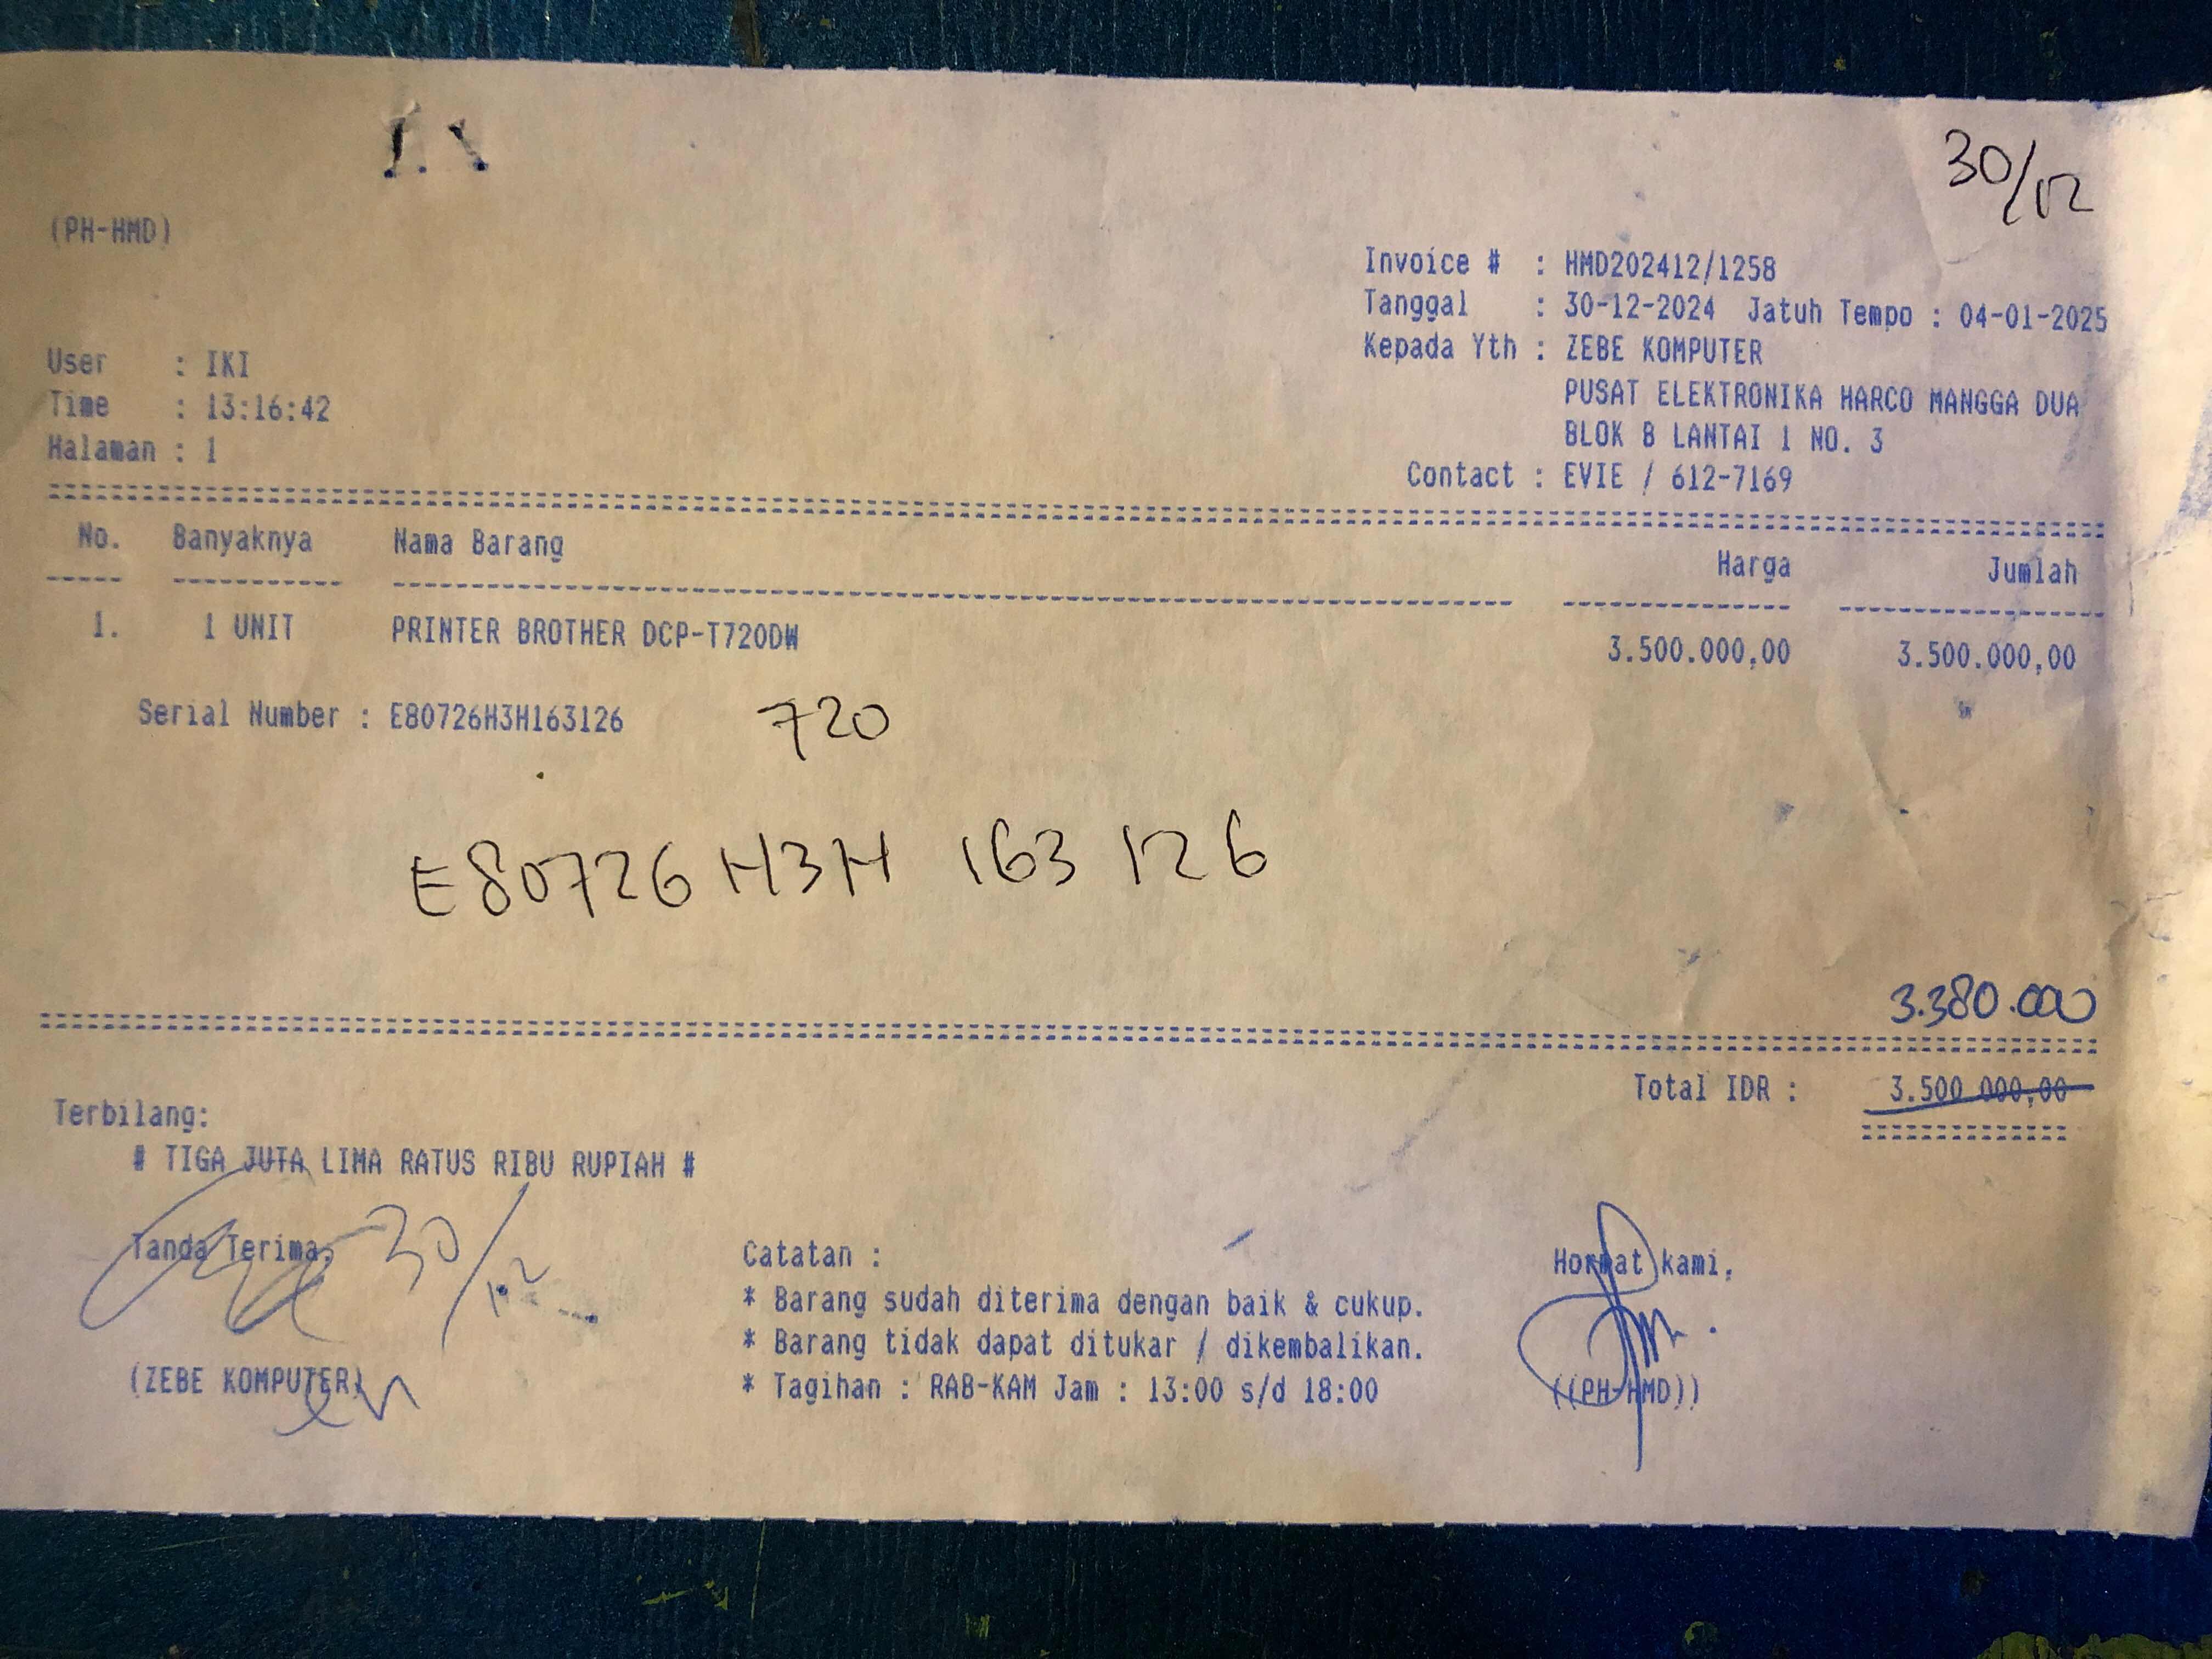 30/12
(PH-HMD)
Invoice # : HMD202412/1258
Tanggal : 30-12-2024 Jatuh Tempo : 04-01-2025
Kepada Yth : ZEBE KOMPUTER
PUSAT ELEKTRONIKA HARCO MANGGA DUA
BLOK B LANTAI 1 NO. 3
Contact : EVIE / 612-7169
User : IKI
Time : 13:16:42
Halaman : 1
No. Banyaknya Nama Barang Harga Jumlah
1. 1 UNIT PRINTER BROTHER DCP-T720DW 3.500.000,00 3.500.000,00
Serial Number : E80726H3H163126
720
E80726H3H 163 126
3.380.000
Total IDR : 3.500.000,00
Terbilang:
# TIGA JUTA LIMA RATUS RIBU RUPIAH #
Tanda Terima,
30/12
(ZEBE KOMPUTER)
Catatan :
* Barang sudah diterima dengan baik & cukup.
* Barang tidak dapat ditukar / dikembalikan.
* Tagihan : RAB-KAM Jam : 13:00 s/d 18:00
Hormat kami,
((PH-HMD))